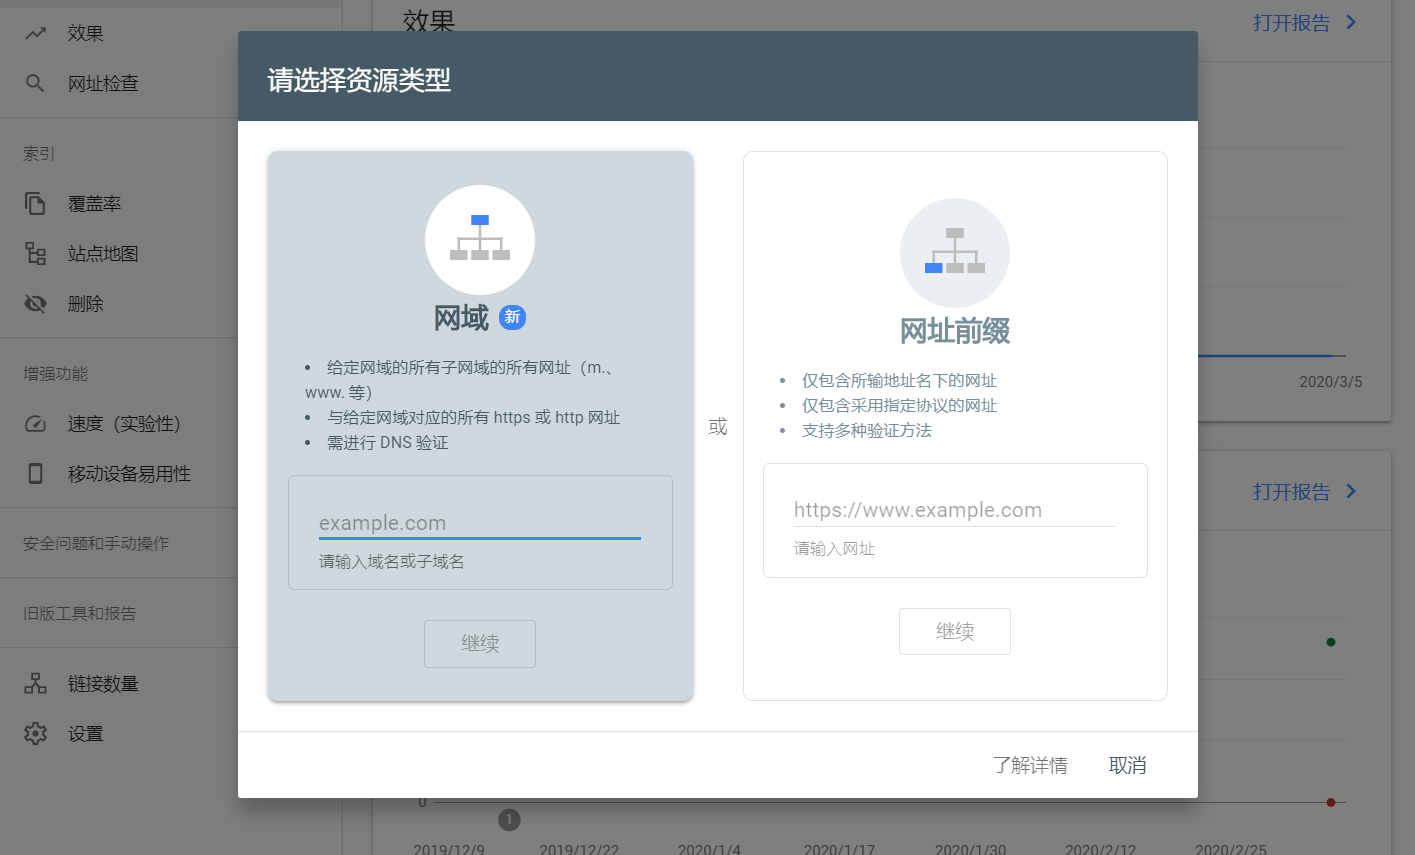 效果
网址检查
索引
覆盖率
站点地图
删除
增强功能
速度（实验性）
移动设备易用性
安全问题和手动操作
旧版工具和报告
链接数量
设置
效果
打开报告
请选择资源类型
网域 新
• 给定网域的所有子网域的所有网址（m.、
www. 等）
• 与给定网域对应的所有 https 或 http 网址
• 需进行 DNS 验证
example.com
请输入域名或子域名
继续
或
网址前缀
• 仅包含所输地址名下的网址
• 仅包含采用指定协议的网址
• 支持多种验证方法
https://www.example.com
请输入网址
继续
了解详情
取消
2020/3/5
打开报告
0
1
2019/12/9
2019/12/22
2020/1/4
2020/1/17
2020/1/30
2020/2/12
2020/2/25